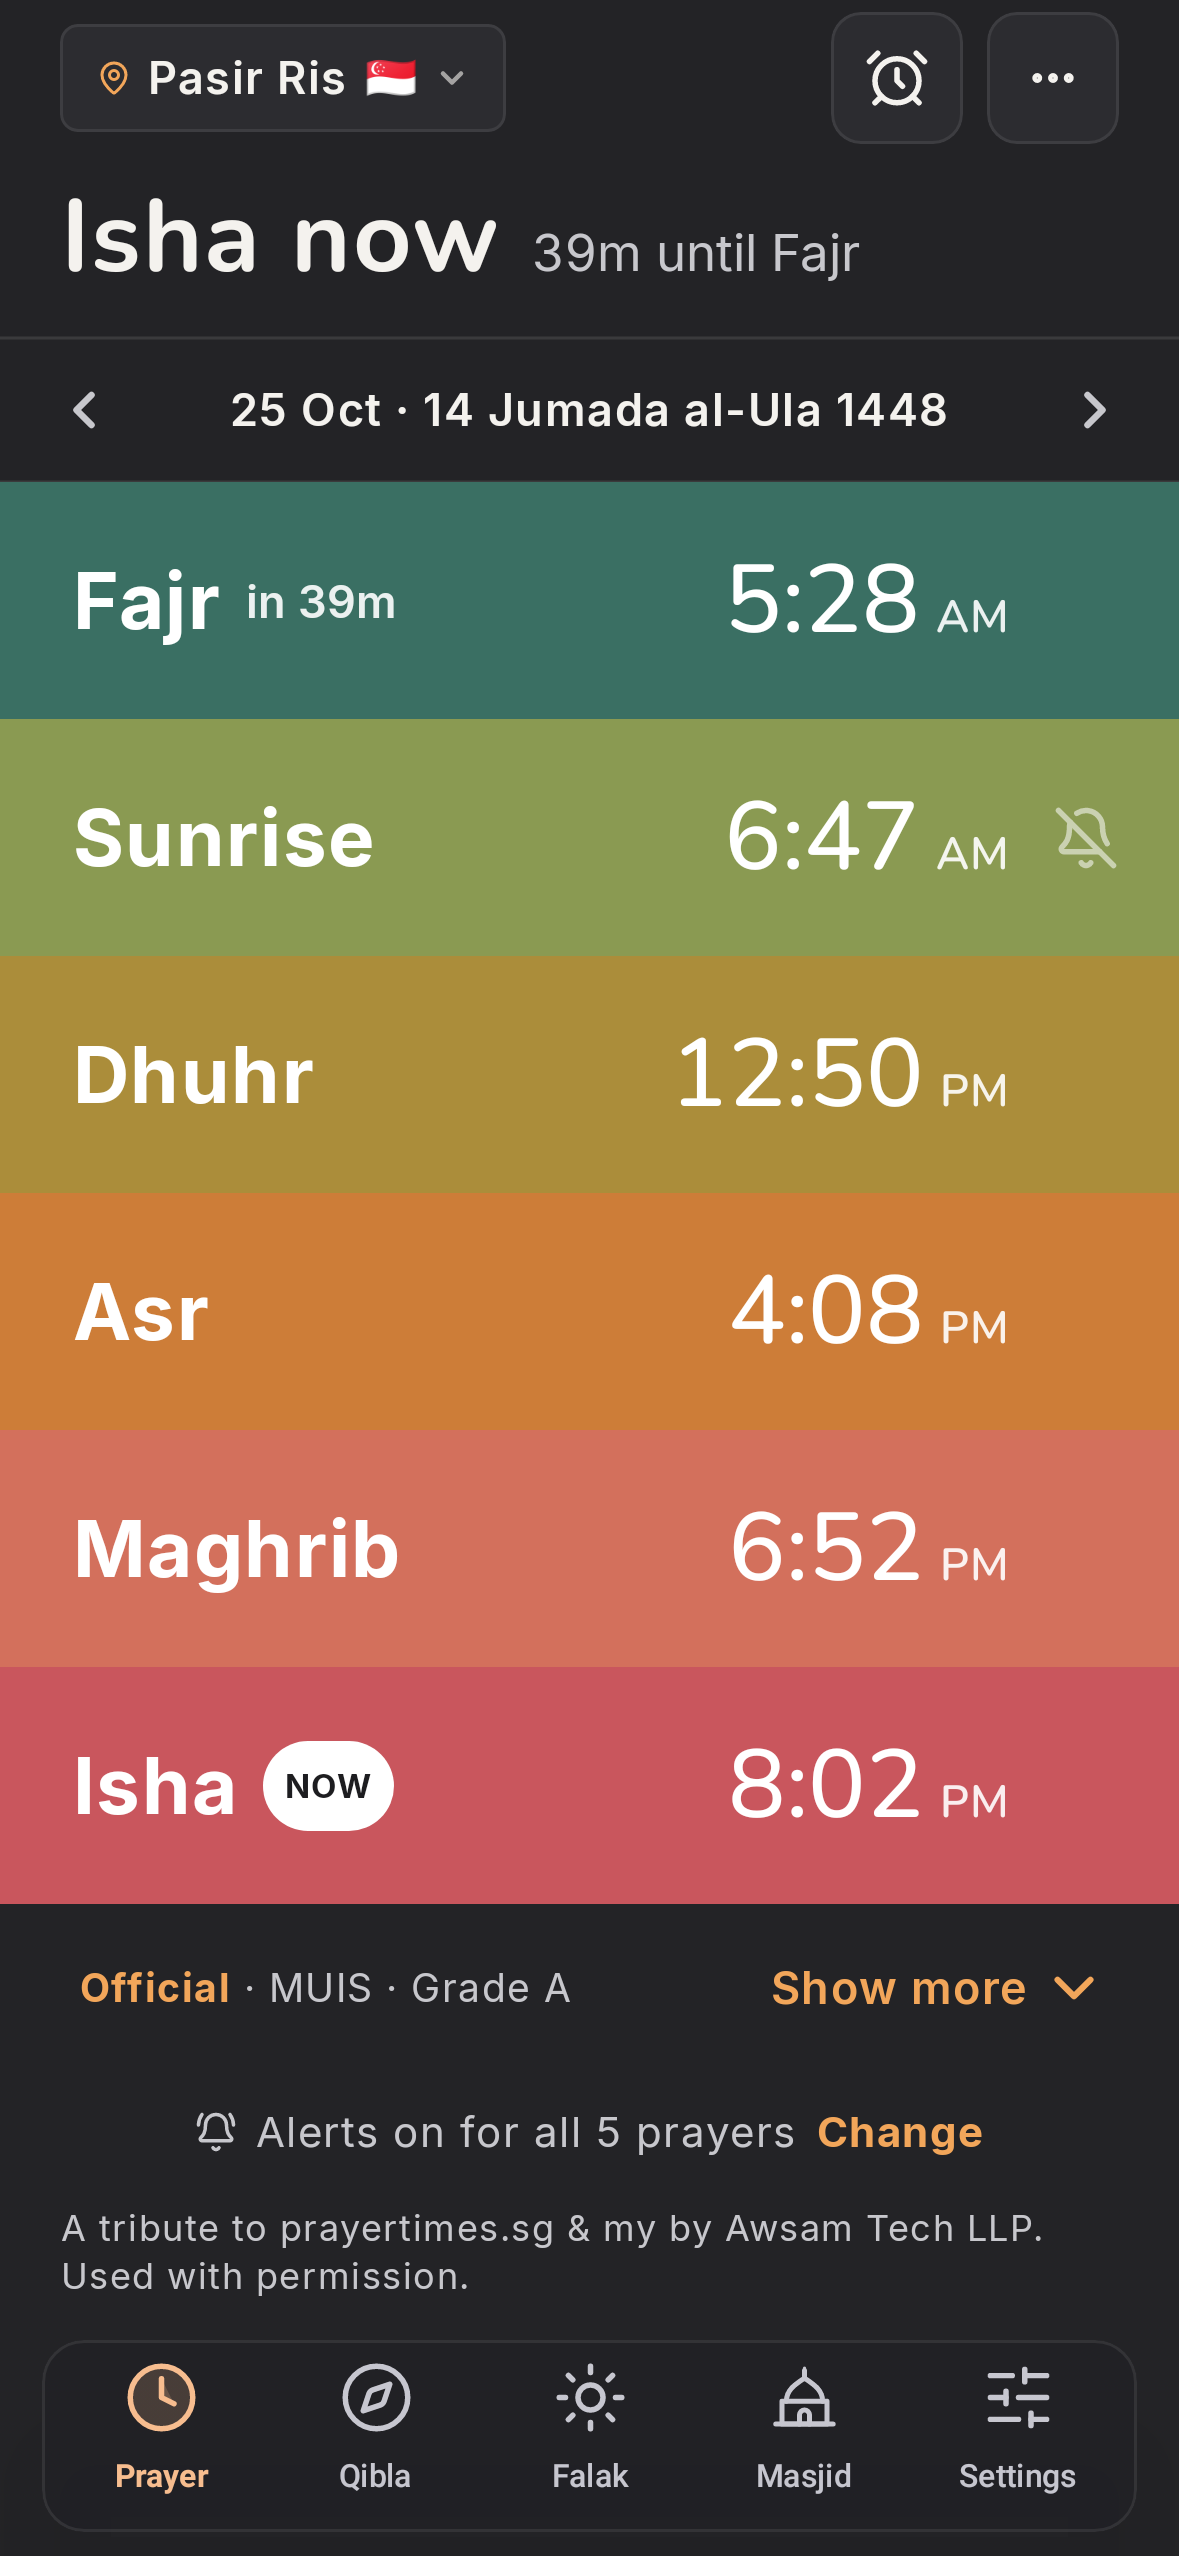 Pasir Ris 🇸🇬
Isha now 39m until Fajr
25 Oct · 14 Jumada al-Ula 1448
Fajr in 39m 5:28 AM
Sunrise 6:47 AM
Dhuhr 12:50 PM
Asr 4:08 PM
Maghrib 6:52 PM
Isha NOW 8:02 PM
Official · MUIS · Grade A Show more
Alerts on for all 5 prayers Change
A tribute to prayertimes.sg & my by Awsam Tech LLP.
Used with permission.
Prayer Qibla Falak Masjid Settings